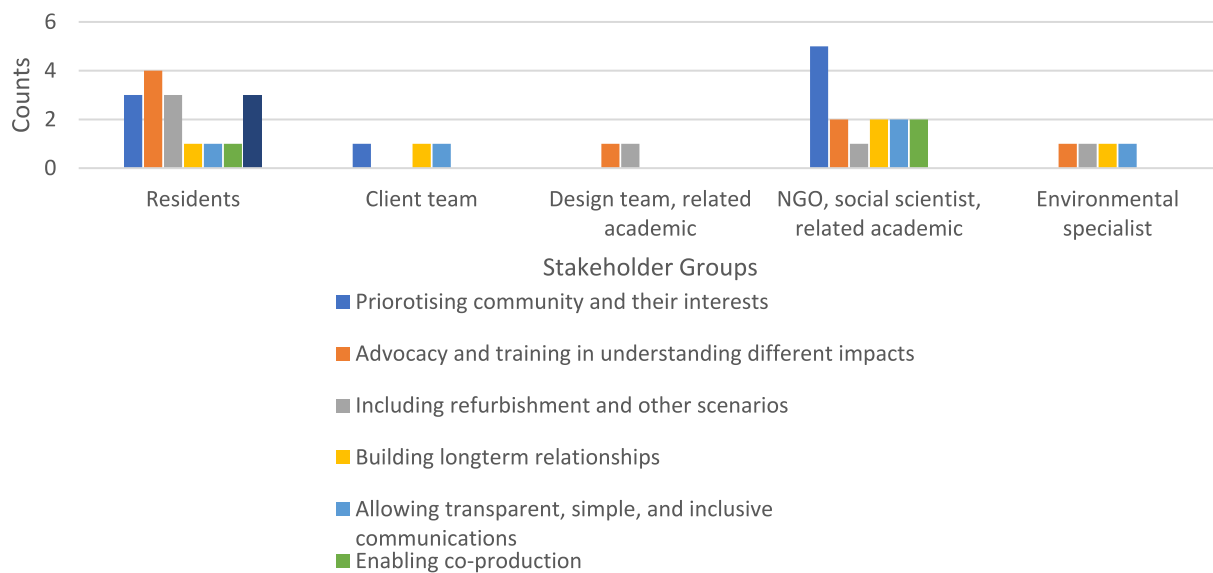 6
4
2
0
Counts
Residents
Client team
Design team, related
academic
NGO, social scientist,
related academic
Environmental
specialist
Stakeholder Groups
Priorotising community and their interests
Advocacy and training in understanding different impacts
Including refurbishment and other scenarios
Building longterm relationships
Allowing transparent, simple, and inclusive
communications
Enabling co-production